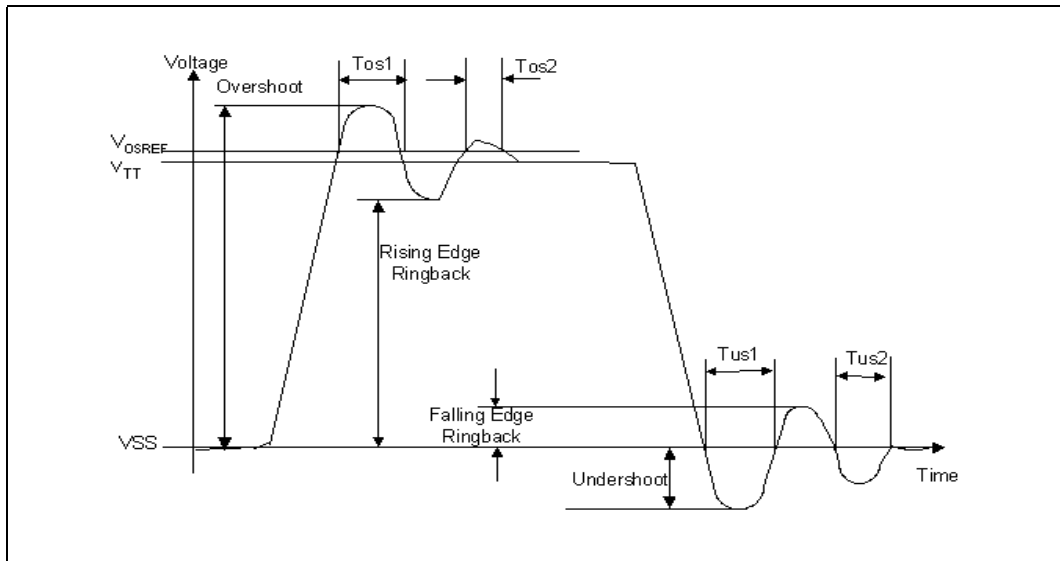 Voltage
Overshoot
Tos1
Tos2
VOSREF
VTT
Rising Edge
Ringback
Tus1
Tus2
Falling Edge
Ringback
VSS
Undershoot
Time